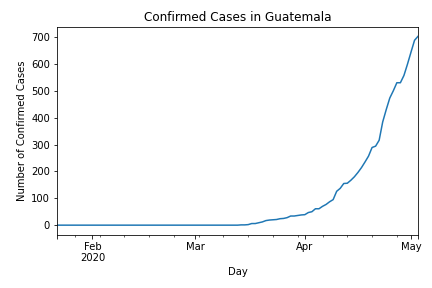 Confirmed Cases in Guatemala
Number of Confirmed Cases
700
600
500
400
300
200
100
0
Feb
2020
Mar
Apr
May
Day